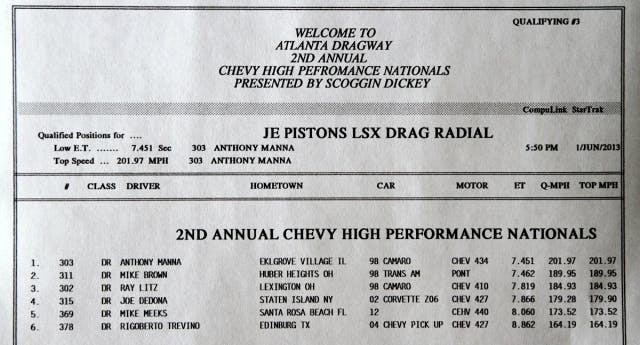 QUALIFYING #3
WELCOME TO
ATLANTA DRAGWAY
2ND ANNUAL
CHEVY HIGH PEFROMANCE NATIONALS
PRESENTED BY SCOGGIN DICKEY
CompuLink StarTrak
Qualified Positions for .... JE PISTONS LSX DRAG RADIAL
Low E.T. ....... 7.451 Sec 303 ANTHONY MANNA 5:50 PM 1/JUN/2013
Top Speed ... 201.97 MPH 303 ANTHONY MANNA
# CLASS DRIVER HOMETOWN CAR MOTOR ET Q-MPH TOP MPH
2ND ANNUAL CHEVY HIGH PERFORMANCE NATIONALS
1. 303 DR ANTHONY MANNA EKLGROVE VILLAGE IL 98 CAMARO CHEV 434 7.451 201.97 201.97
2. 311 DR MIKE BROWN HUBER HEIGHTS OH 98 TRANS AM PONT 7.462 189.95 189.95
3. 302 DR RAY LITZ LEXINGTON OH 98 CAMARO CHEV 410 7.819 184.93 184.93
4. 315 DR JOE DEDONA STATEN ISLAND NY 02 CORVETTE Z06 CHEV 427 7.866 179.28 179.90
5. 369 DR MIKE MEEKS SANTA ROSA BEACH FL 12 CEHV 440 8.060 173.52 173.52
6. 378 DR RIGOBERTO TREVINO EDINBURG TX 04 CHEVY PICK UP CHEV 427 8.862 164.19 164.19